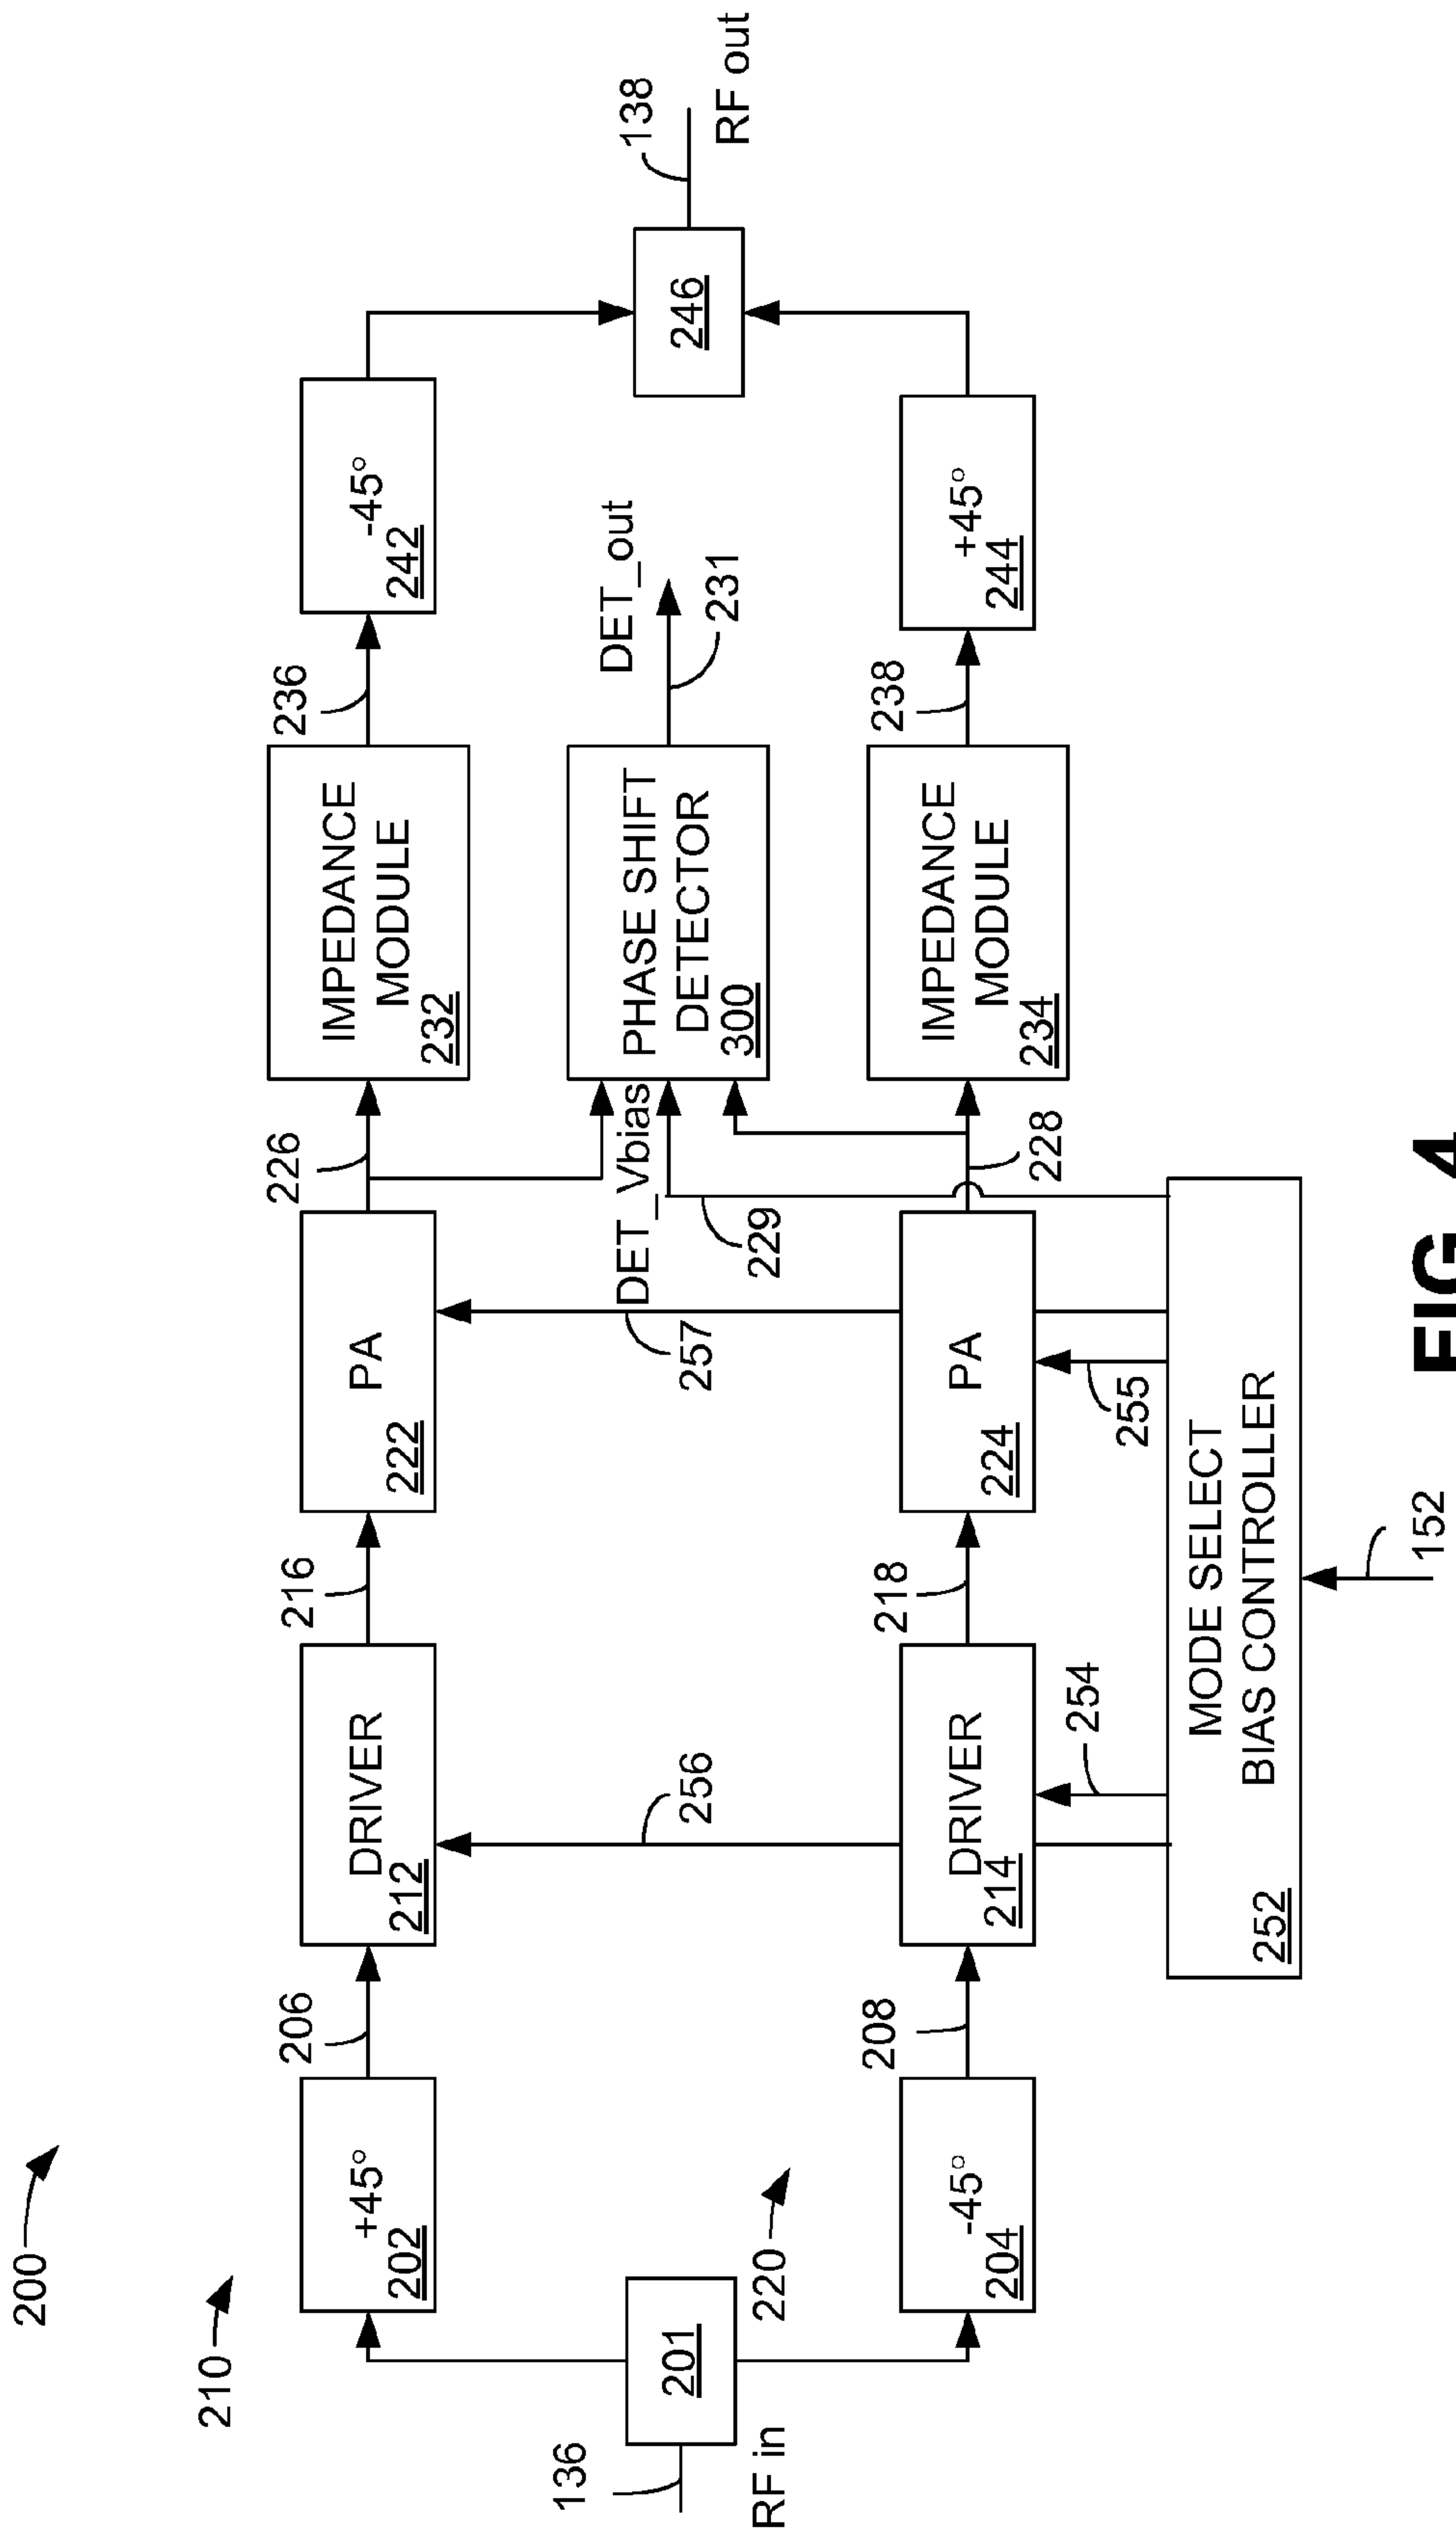 200
210
136
RF in
201
220
+45°
202
-45°
204
206
208
DRIVER
212
DRIVER
214
256
254
216
218
PA
222
PA
224
257
255
MODE SELECT
BIAS CONTROLLER
252
152
226
DET_Vbias
229
228
IMPEDANCE
MODULE
232
PHASE SHIFT
DETECTOR
300
IMPEDANCE
MODULE
234
236
DET_out
231
238
-45°
242
+45°
244
246
138
RF out
FIG. 4